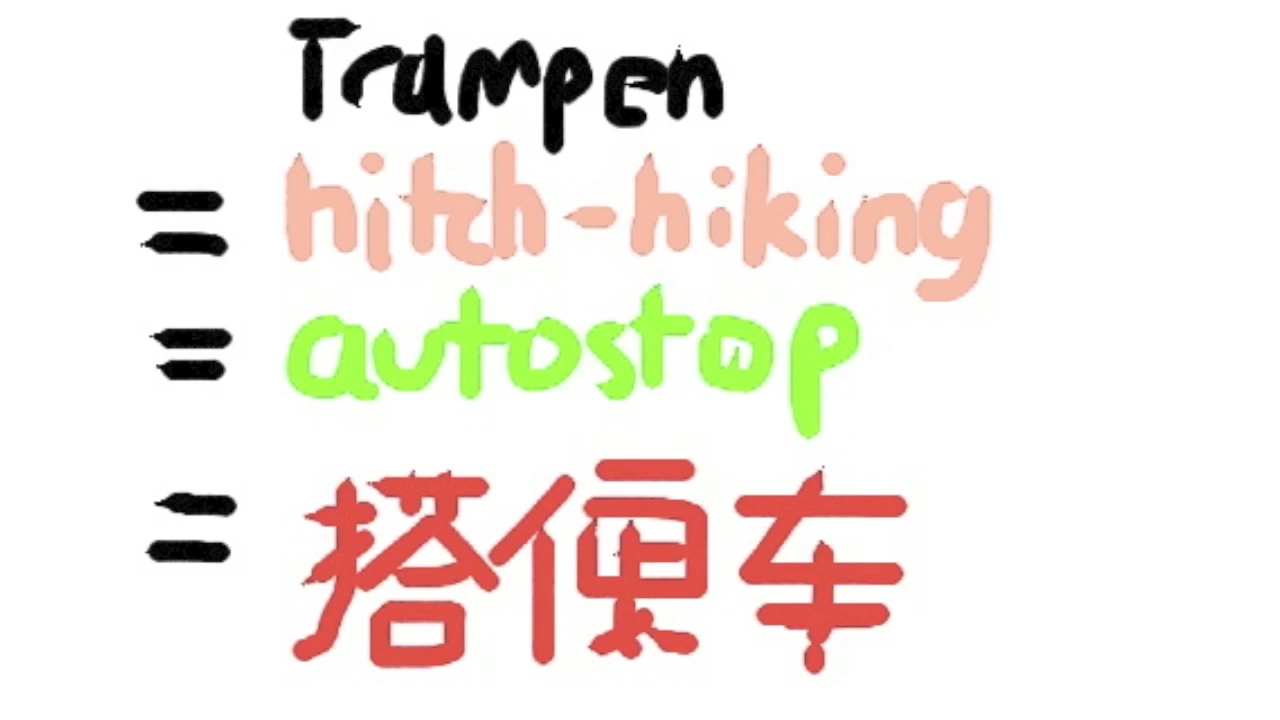 Trampen
= hitch-hiking
= autostop
= 搭便车